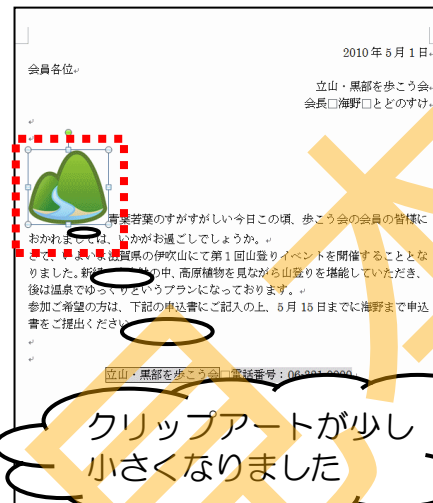 2010年5月1日
会員各位
立山・黒部を歩こう会
会長□海野□とどのすけ
青葉若葉のすがすがしい今日この頃、歩こう会の会員の皆様に
おかれましては、いかがお過ごしでしょうか。
さて、いよいよ滋賀県の伊吹山にて第1回山登りイベントを開催することとな
りました。新緑の中、高原植物を見ながら山登りを堪能していただき、
後は温泉でゆっくりというプランになっております。
参加ご希望の方は、下記の申込書にご記入の上、5月15日までに海野まで申込
書をご提出ください
立山・黒部を歩こう会□電話番号:06-
クリップアートが少し
小さくなりました